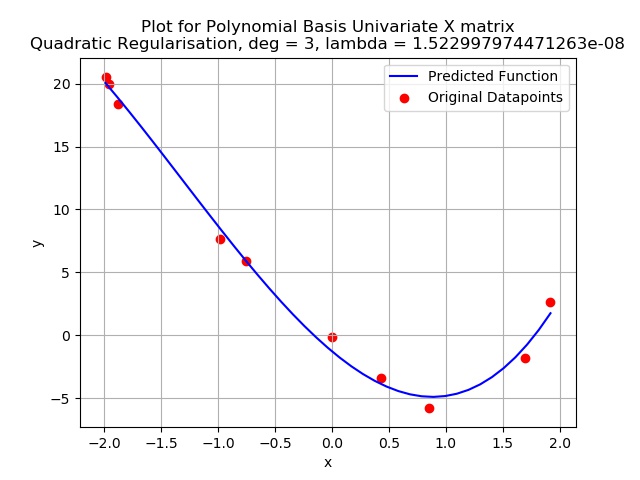 Plot for Polynomial Basis Univariate X matrix
Quadratic Regularisation, deg = 3, lambda = 1.522997974471263e-08
Predicted Function
Original Datapoints
20
15
10
5
0
−5
y
−2.0 −1.5 −1.0 −0.5 0.0 0.5 1.0 1.5 2.0
x